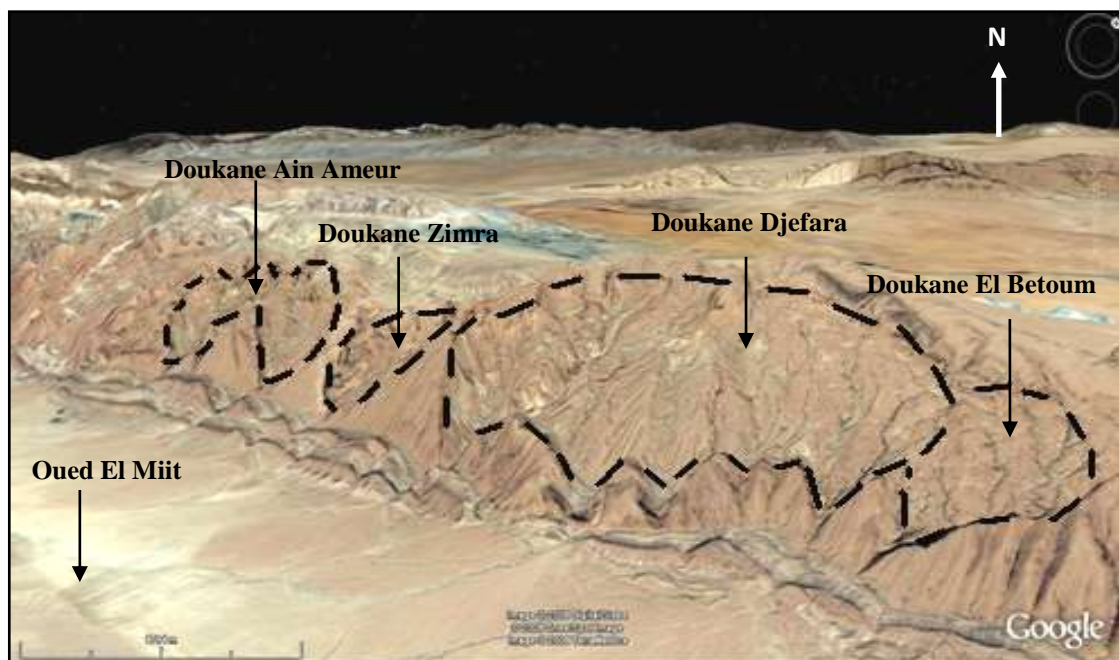 N
Doukane Ain Ameur
Doukane Zimra
Doukane Djefara
Doukane El Betoum
Oued El Miit
Google